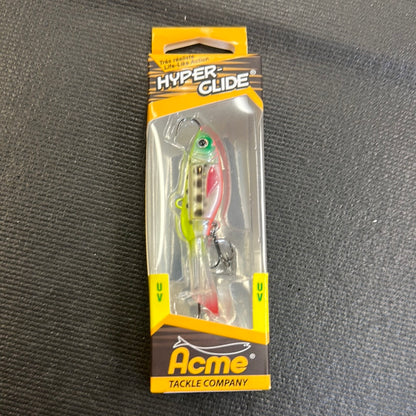 Très réaliste
Life-Like Action
HYPER-
GLIDE®
UV
UV
Acme®
TACKLE COMPANY